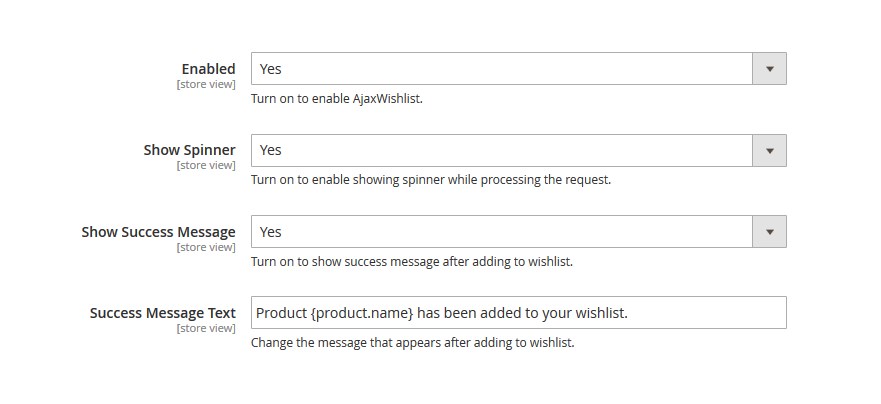 Enabled Yes
[store view]
Turn on to enable AjaxWishlist.
Show Spinner Yes
[store view]
Turn on to enable showing spinner while processing the request.
Show Success Message Yes
[store view]
Turn on to show success message after adding to wishlist.
Success Message Text Product {product.name} has been added to your wishlist.
[store view]
Change the message that appears after adding to wishlist.